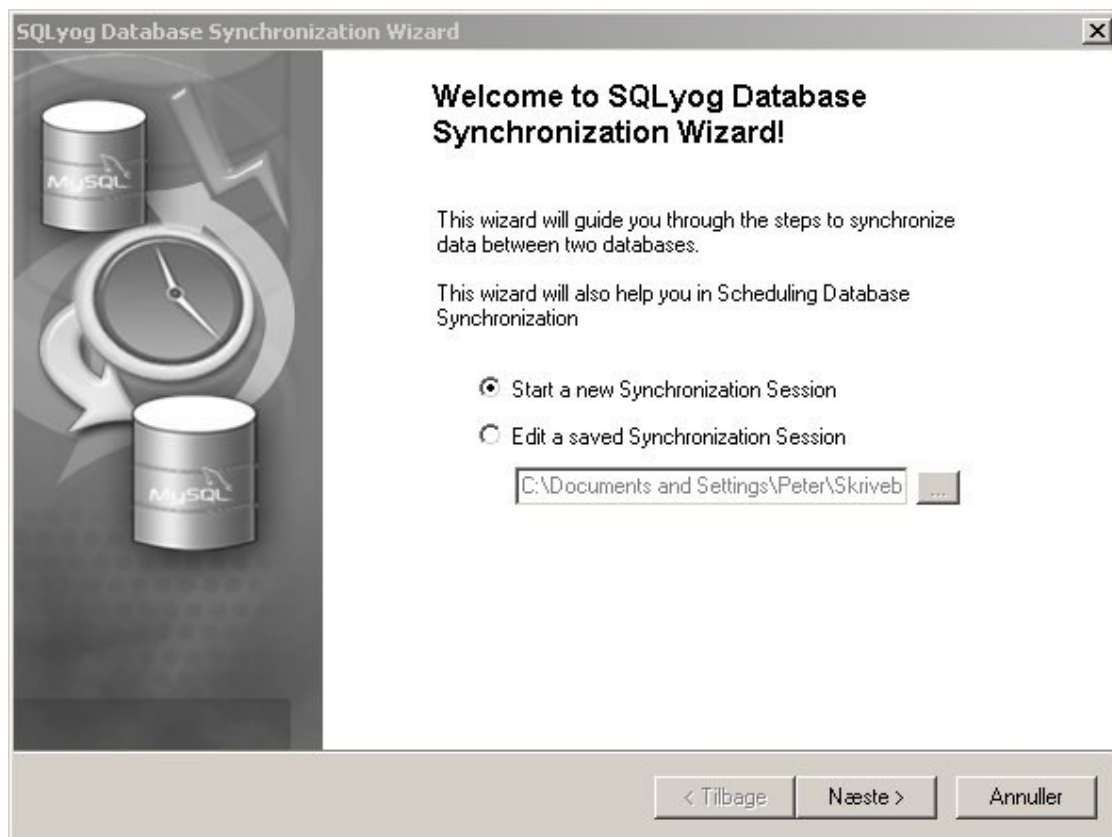 SQLyog Database Synchronization Wizard
MySQL
MySQL
Welcome to SQLyog Database
Synchronization Wizard!
This wizard will guide you through the steps to synchronize
data between two databases.
This wizard will also help you in Scheduling Database
Synchronization
Start a new Synchronization Session
Edit a saved Synchronization Session
C:\Documents and Settings\Peter\Skriveb
...
< Tilbage
Næste >
Annuller